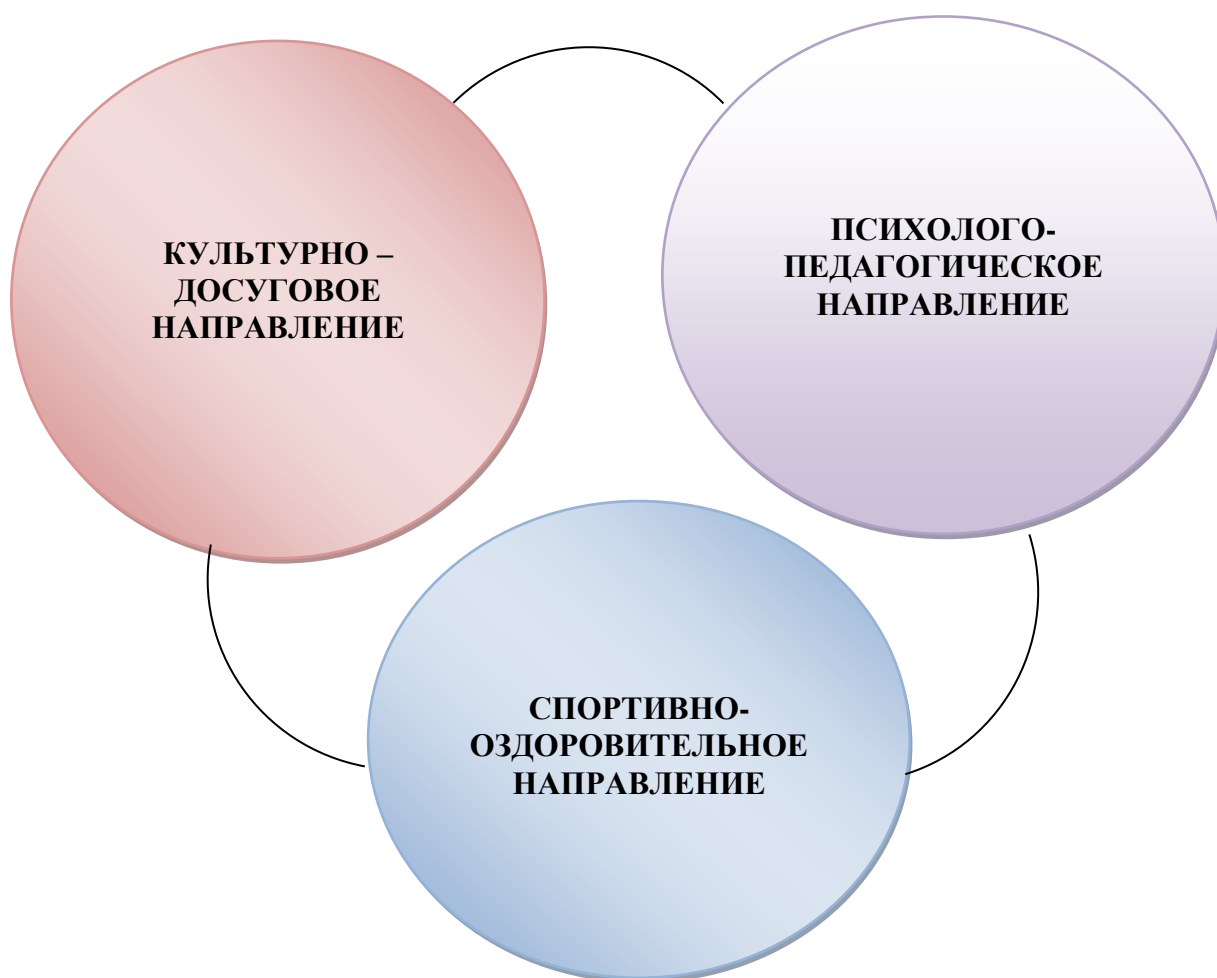 КУЛЬТУРНО –
ДОСУГОВОЕ
НАПРАВЛЕНИЕ
ПСИХОЛОГО-
ПЕДАГОГИЧЕСКОЕ
НАПРАВЛЕНИЕ
СПОРТИВНО-
ОЗДОРОВИТЕЛЬНОЕ
НАПРАВЛЕНИЕ